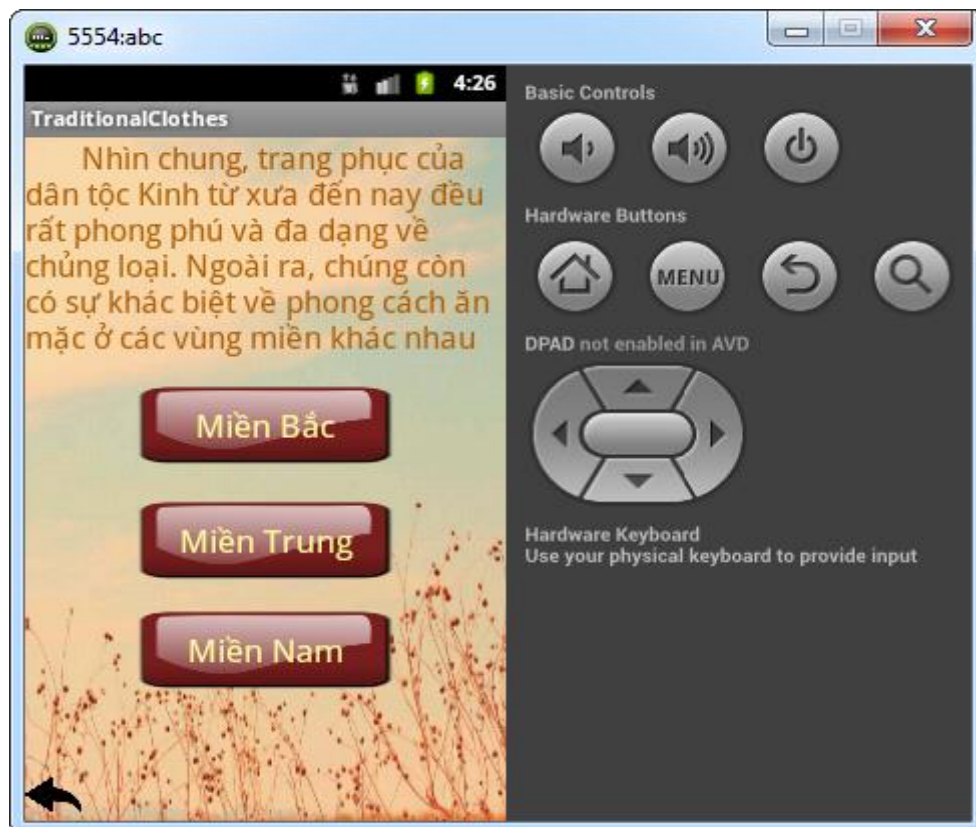 5554:abc
4:26
TraditionalClothes
Nhìn chung, trang phục của
dân tộc Kinh từ xưa đến nay đều
rất phong phú và đa dạng về
chủng loại. Ngoài ra, chúng còn
có sự khác biệt về phong cách ăn
mặc ở các vùng miền khác nhau
Miền Bắc
Miền Trung
Miền Nam
Basic Controls
Hardware Buttons
MENU
DPAD not enabled in AVD
Hardware Keyboard
Use your physical keyboard to provide input